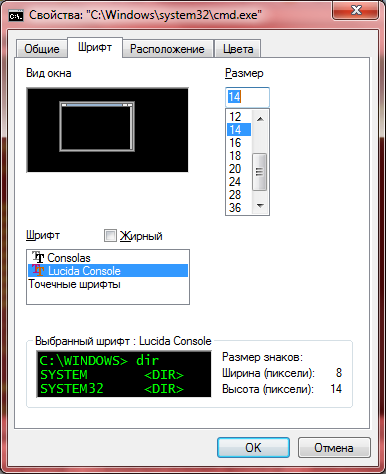 Свойства: "C:\Windows\system32\cmd.exe"
Общие Шрифт Расположение Цвета
Вид окна
Размер
14
12
14
16
18
20
24
28
36
Шрифт
Жирный
Consolas
Lucida Console
Точечные шрифты
Выбранный шрифт : Lucida Console
C:\WINDOWS> dir
SYSTEM <DIR>
SYSTEM32 <DIR>
Размер знаков:
Ширина (пиксели): 8
Высота (пиксели): 14
OK Отмена